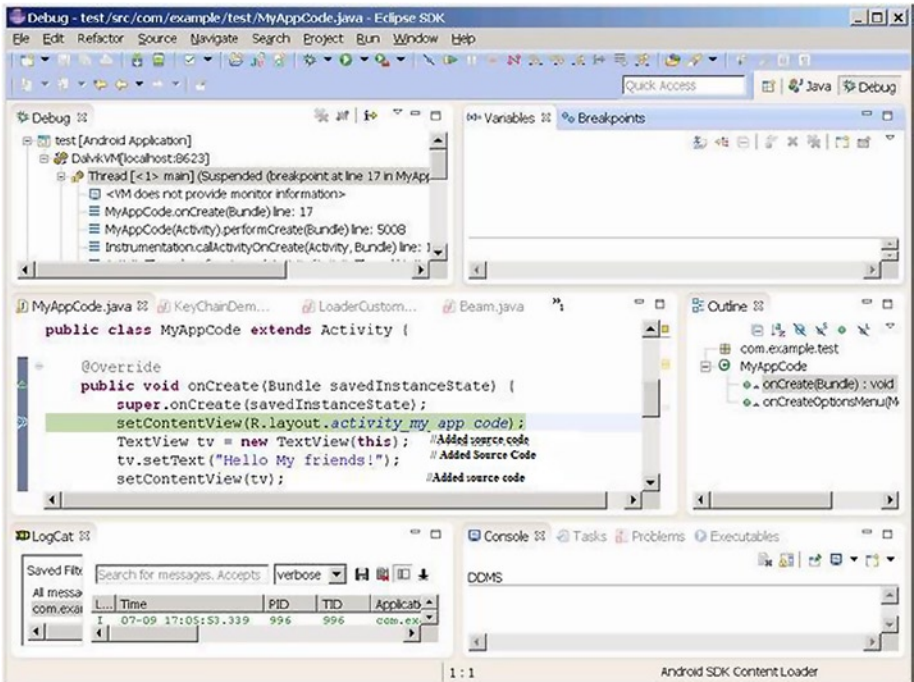 Debug - test/src/com/example/test/MyAppCode.java - Eclipse SDK
File Edit Refactor Source Navigate Search Project Run Window Help
Quick Access
Java
Debug
Debug
test [Android Application]
DalvikVM[localhost:8623]
Thread [<1> main] (Suspended (breakpoint at line 17 in MyApp
<VM does not provide monitor information>
MyAppCode.onCreate(Bundle) line: 17
MyAppCode(Activity).performCreate(Bundle) line: 5008
Instrumentation.callActivityOnCreate(Activity, Bundle) line: 1
Variables
Breakpoints
MyAppCode.java
KeyChainDem...
LoaderCustom...
Beam.java
»1
public class MyAppCode extends Activity {
@Override
public void onCreate(Bundle savedInstanceState) {
super.onCreate(savedInstanceState);
setContentView(R.layout.activity_my_app_code);
TextView tv = new TextView(this); //Added source code
tv.setText("Hello My friends!"); // Added Source Code
setContentView(tv); //Added source code
Outline
com.example.test
MyAppCode
onCreate(Bundle) : void
onCreateOptionsMenu(M
LogCat
Saved Filte
All messa
com.exam
Search for messages. Accepts
verbose
L... Time PID TID Applicati
I 07-09 17:05:53.339 996 996 com.ex
Console
Tasks
Problems
Executables
DDMS
1:1
Android SDK Content Loader